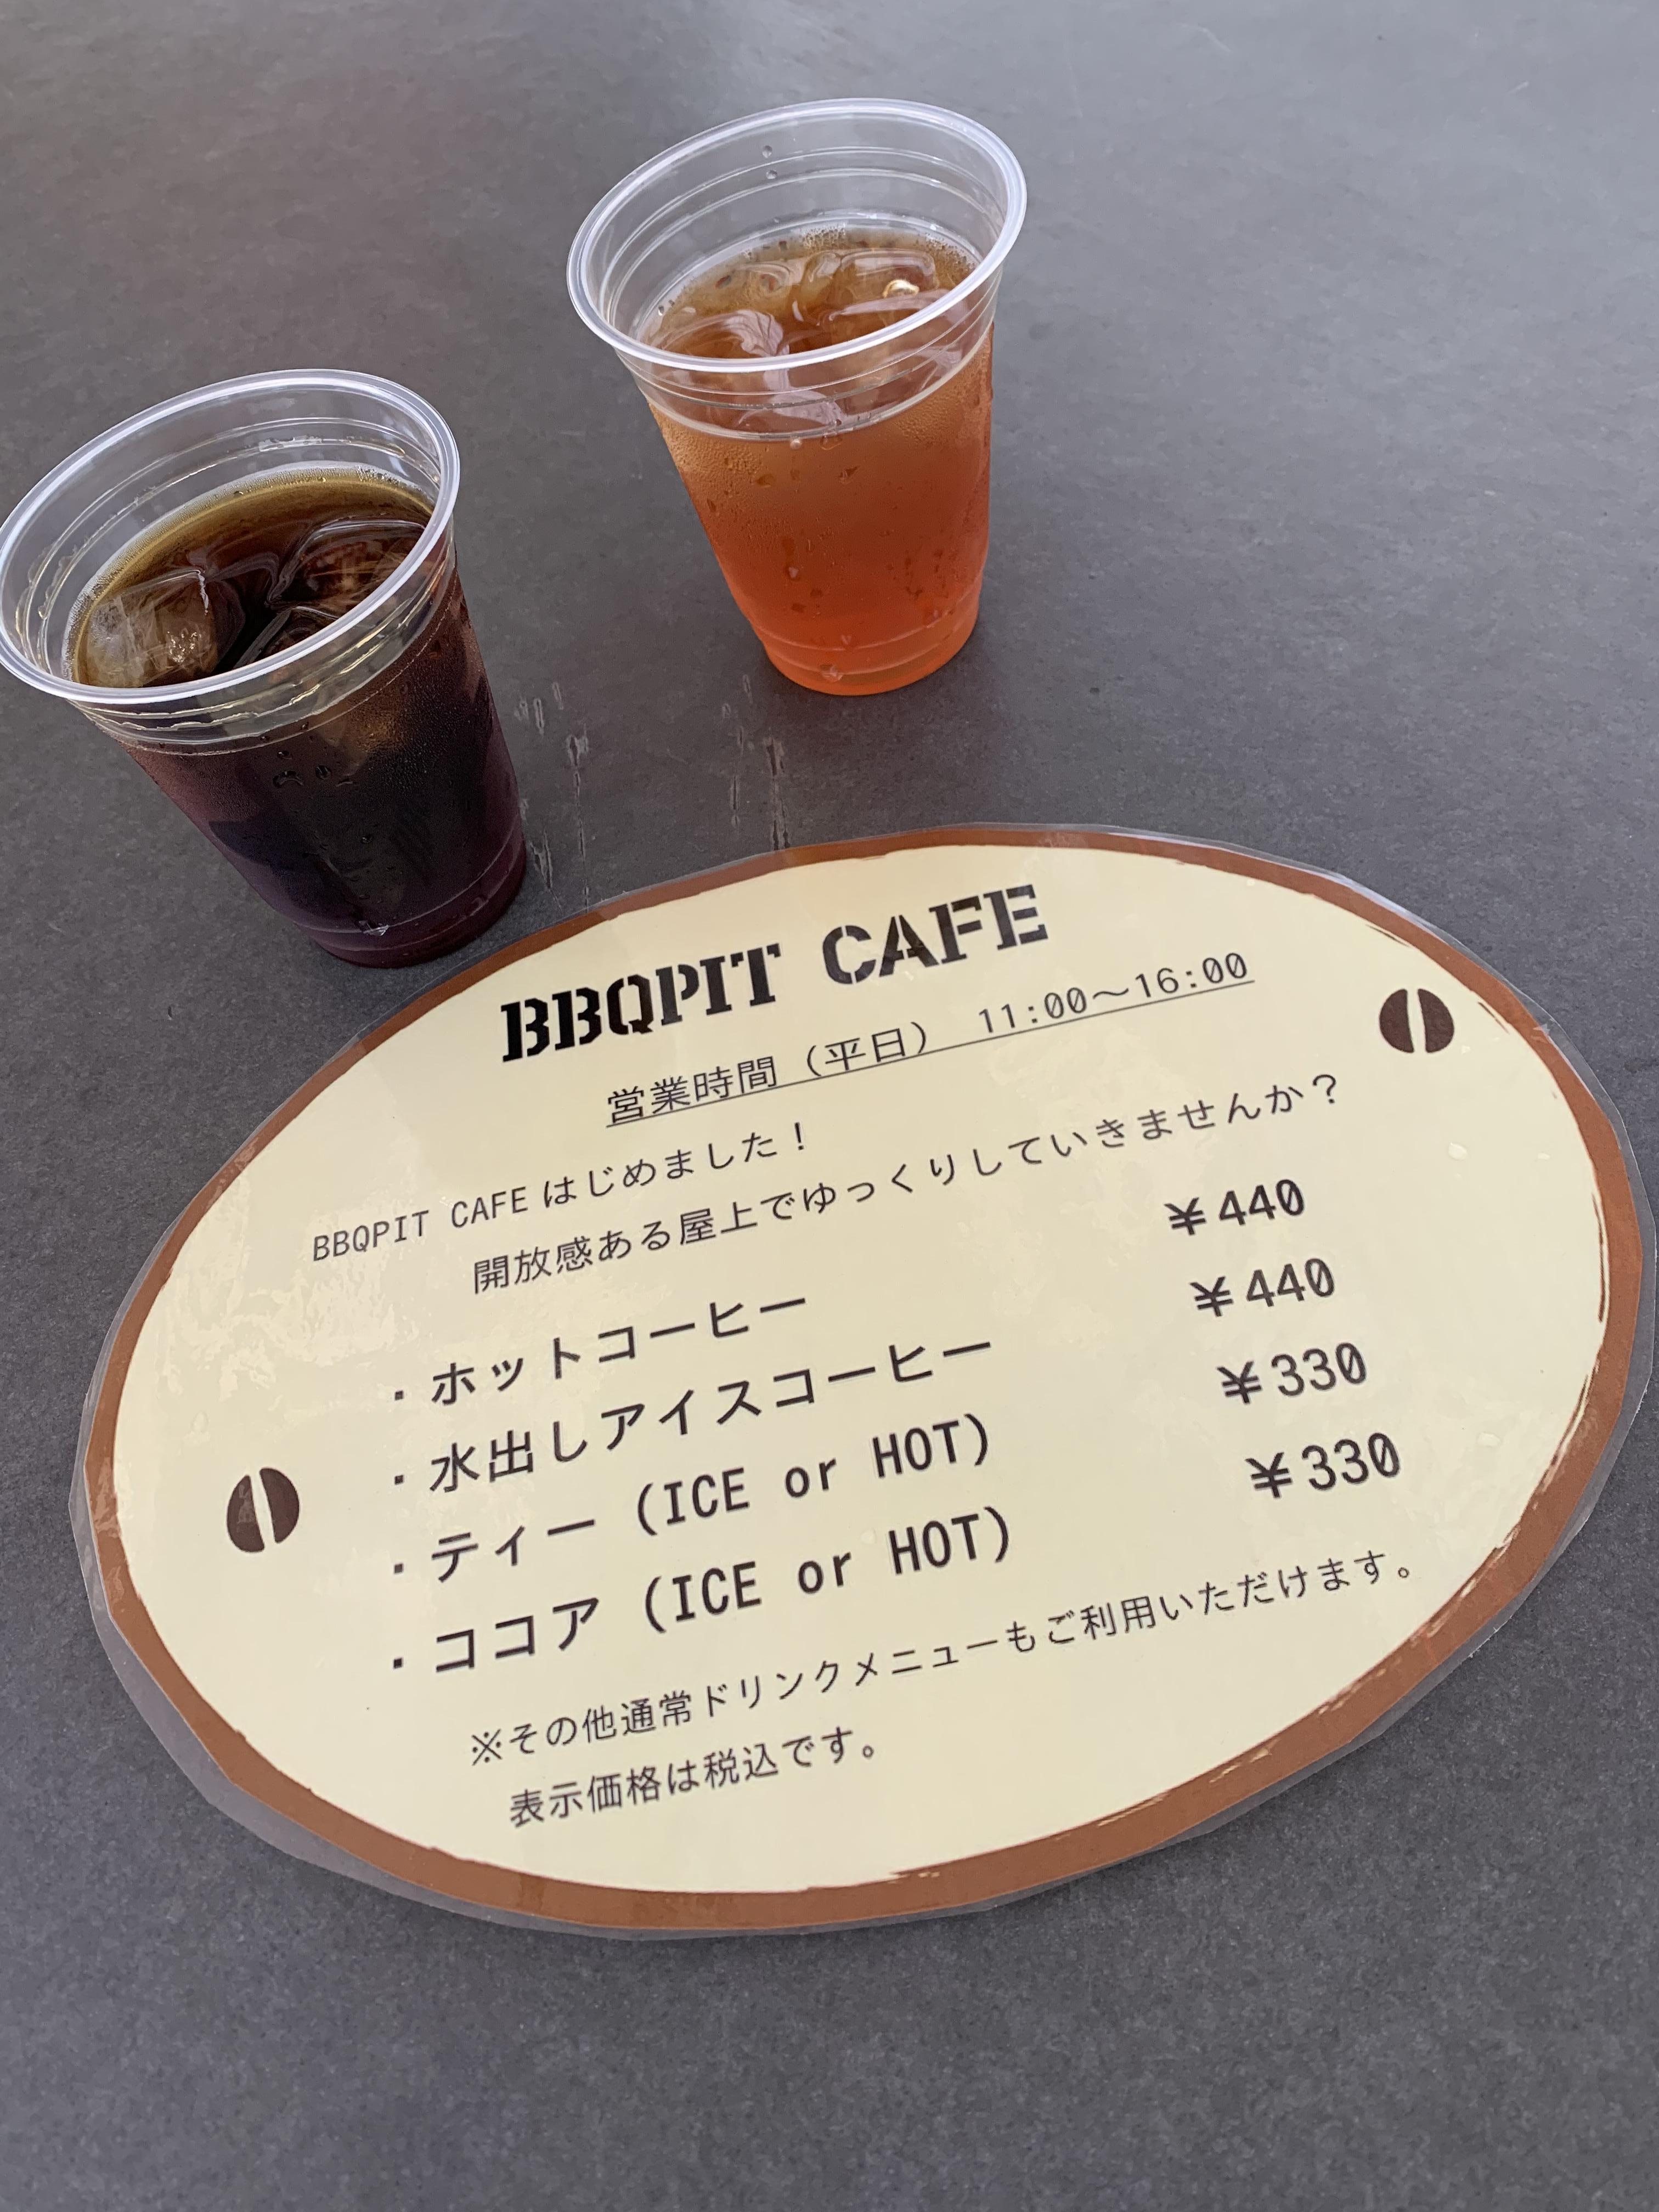 BBQPIT CAFE
営業時間（平日） 11:00～16:00
BBQPIT CAFE はじめました！
開放感ある屋上でゆっくりしていきませんか？
・ホットコーヒー ¥440
・水出しアイスコーヒー ¥440
・ティー (ICE or HOT) ¥330
・ココア (ICE or HOT) ¥330
※その他通常ドリンクメニューもご利用いただけます。
表示価格は税込です。